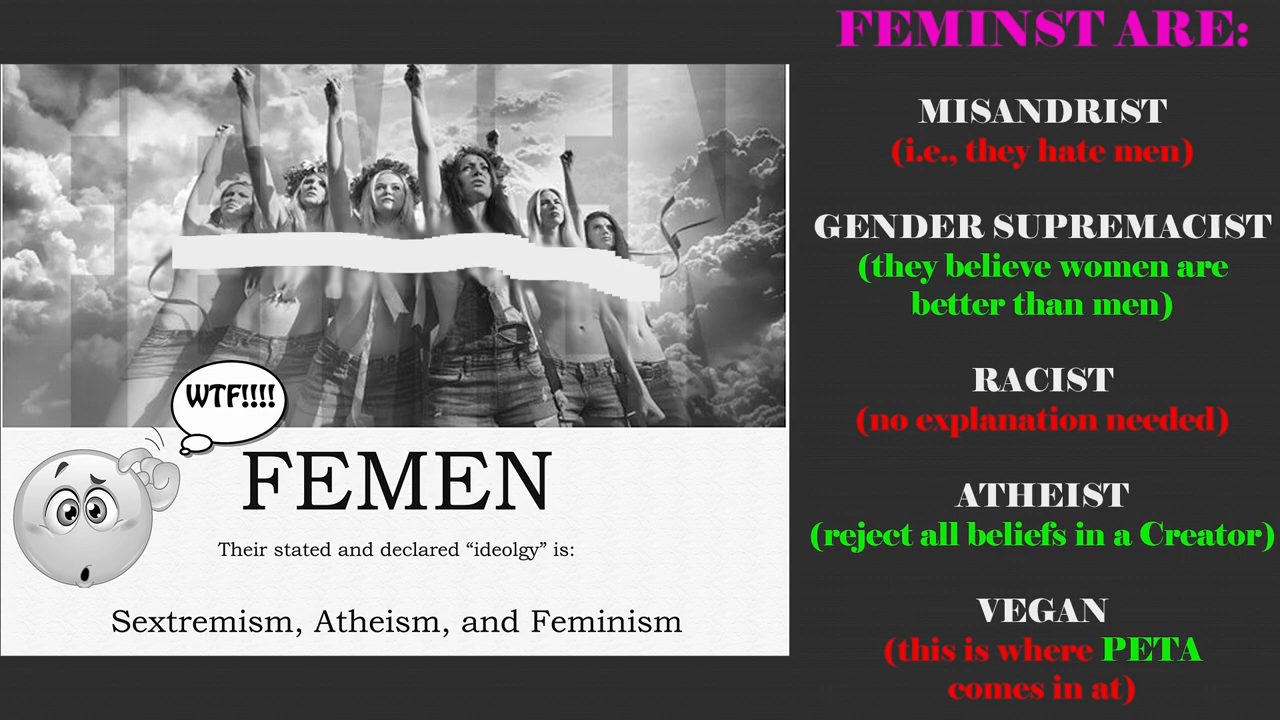 FEMINST ARE:
MISANDRIST
(i.e., they hate men)
GENDER SUPREMACIST
(they believe women are
better than men)
RACIST
(no explanation needed)
ATHEIST
(reject all beliefs in a Creator)
VEGAN
(this is where PETA
comes in at)
FEMEN
WTF!!!!
FEMEN
Their stated and declared “ideolgy” is:
Sextremism, Atheism, and Feminism